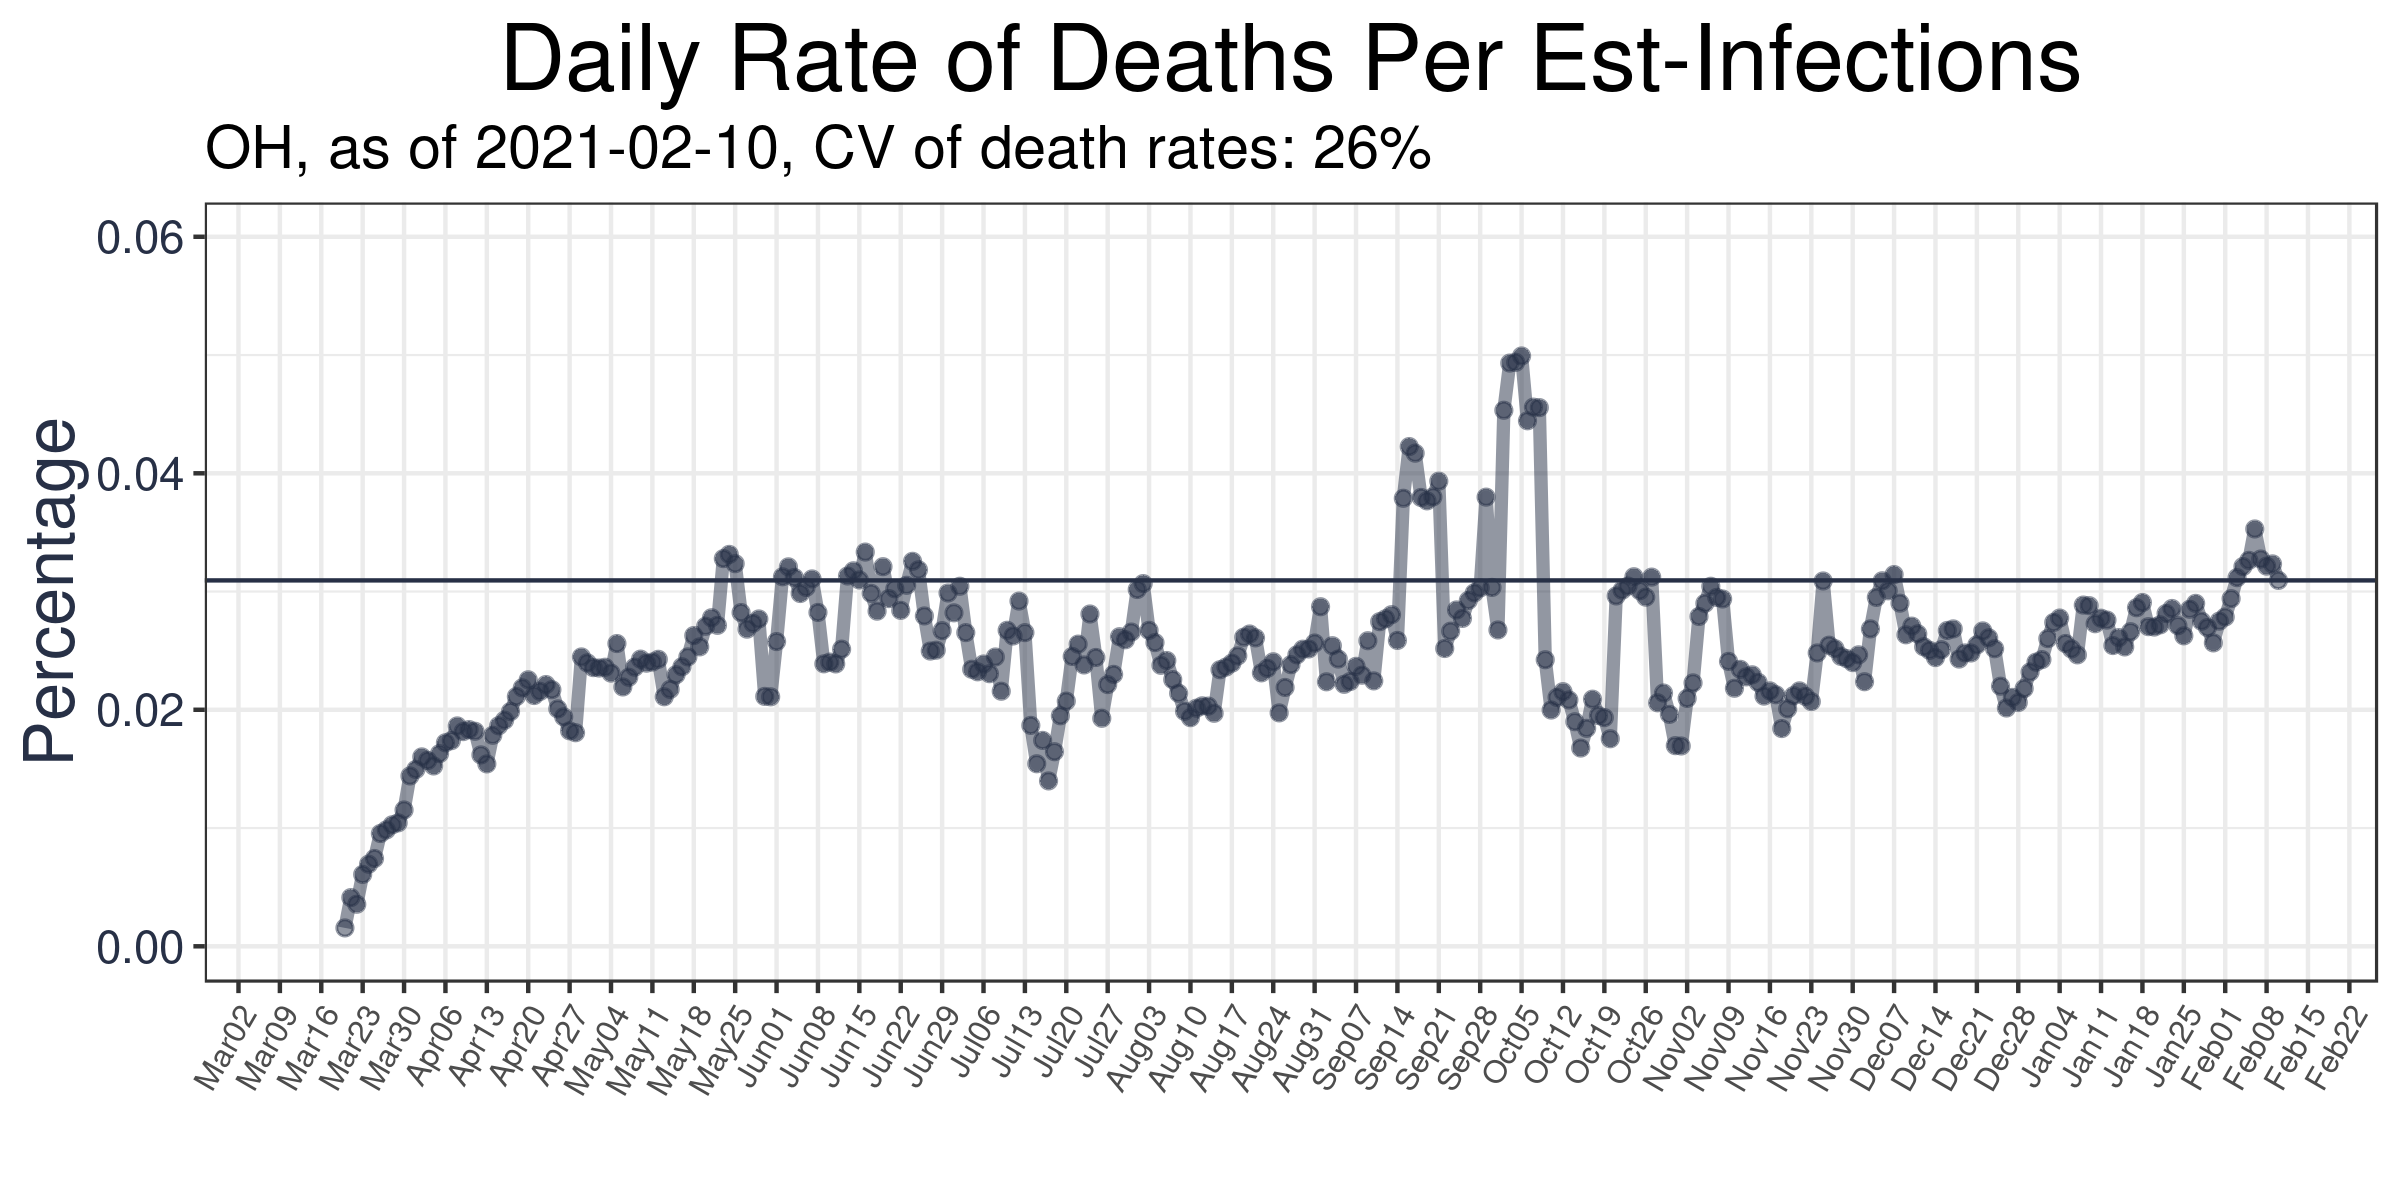 Daily Rate of Deaths Per Est-Infections
OH, as of 2021-02-10, CV of death rates: 26%
Percentage
0.06
0.04
0.02
0.00
Mar02
Mar09
Mar16
Mar23
Mar30
Apr06
Apr13
Apr20
Apr27
May04
May11
May18
May25
Jun01
Jun08
Jun15
Jun22
Jun29
Jul06
Jul13
Jul20
Jul27
Aug03
Aug10
Aug17
Aug24
Aug31
Sep07
Sep14
Sep21
Sep28
Oct05
Oct12
Oct19
Oct26
Nov02
Nov09
Nov16
Nov23
Nov30
Dec07
Dec14
Dec21
Dec28
Jan04
Jan11
Jan18
Jan25
Feb01
Feb08
Feb15
Feb22